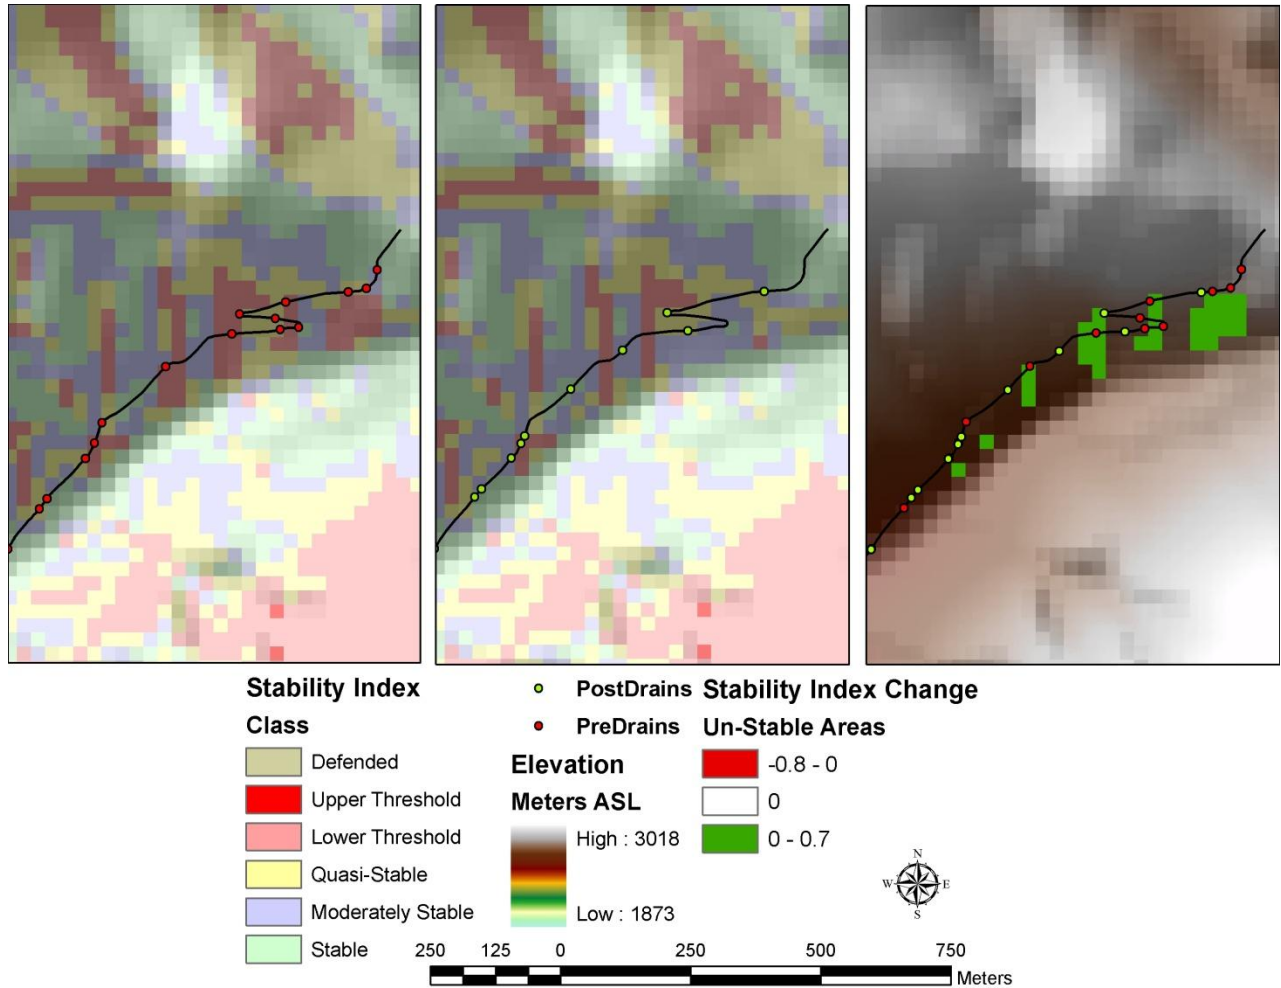 Stability Index
Class
Defended
Upper Threshold
Lower Threshold
Quasi-Stable
Moderately Stable
Stable
PostDrains
PreDrains
Elevation
Meters ASL
High : 3018
Low : 1873
Stability Index Change
Un-Stable Areas
-0.8 - 0
0
0 - 0.7
N
W E
S
250 125 0 250 500 750
Meters